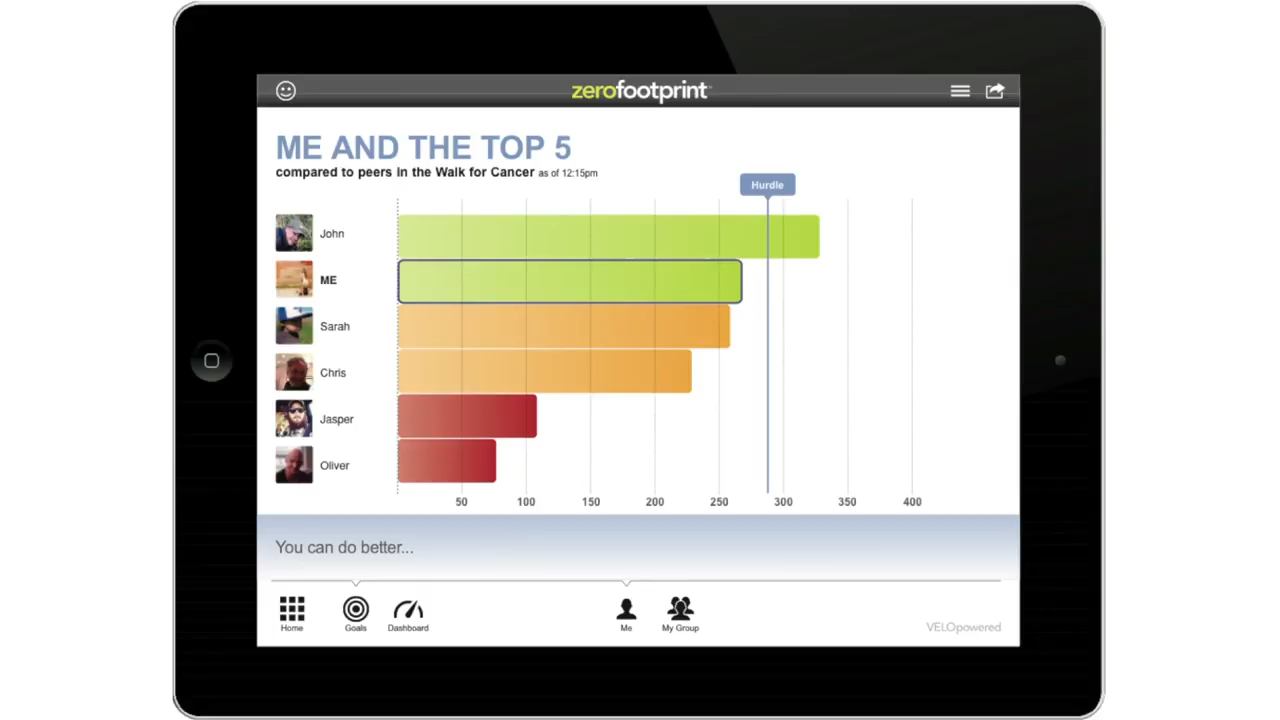 zerofootprint
ME AND THE TOP 5
compared to peers in the Walk for Cancer as of 12:15pm
Hurdle
John
ME
Sarah
Chris
Jasper
Oliver
50 100 150 200 250 300 350 400
You can do better...
Home Goals Dashboard Me My Group
VELOpowered